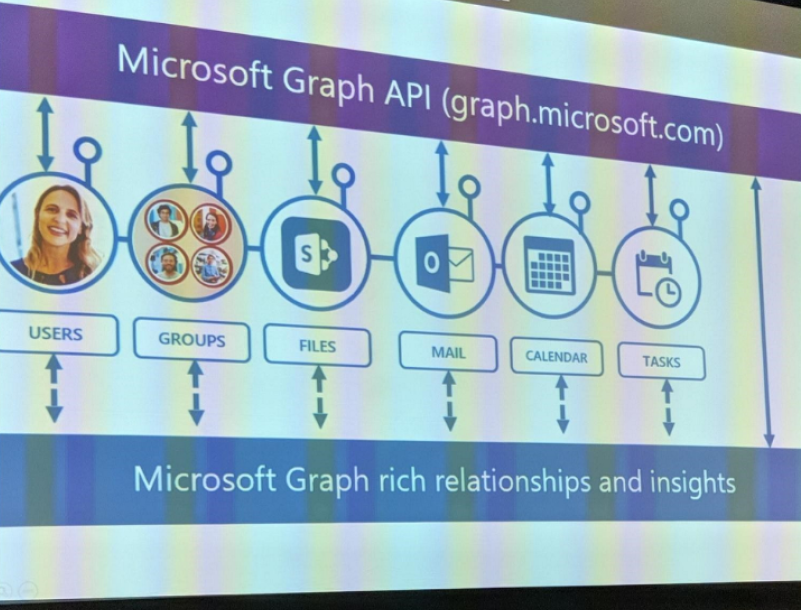 Microsoft Graph API (graph.microsoft.com)
S
O
USERS
GROUPS
FILES
MAIL
CALENDAR
TASKS
Microsoft Graph rich relationships and insights